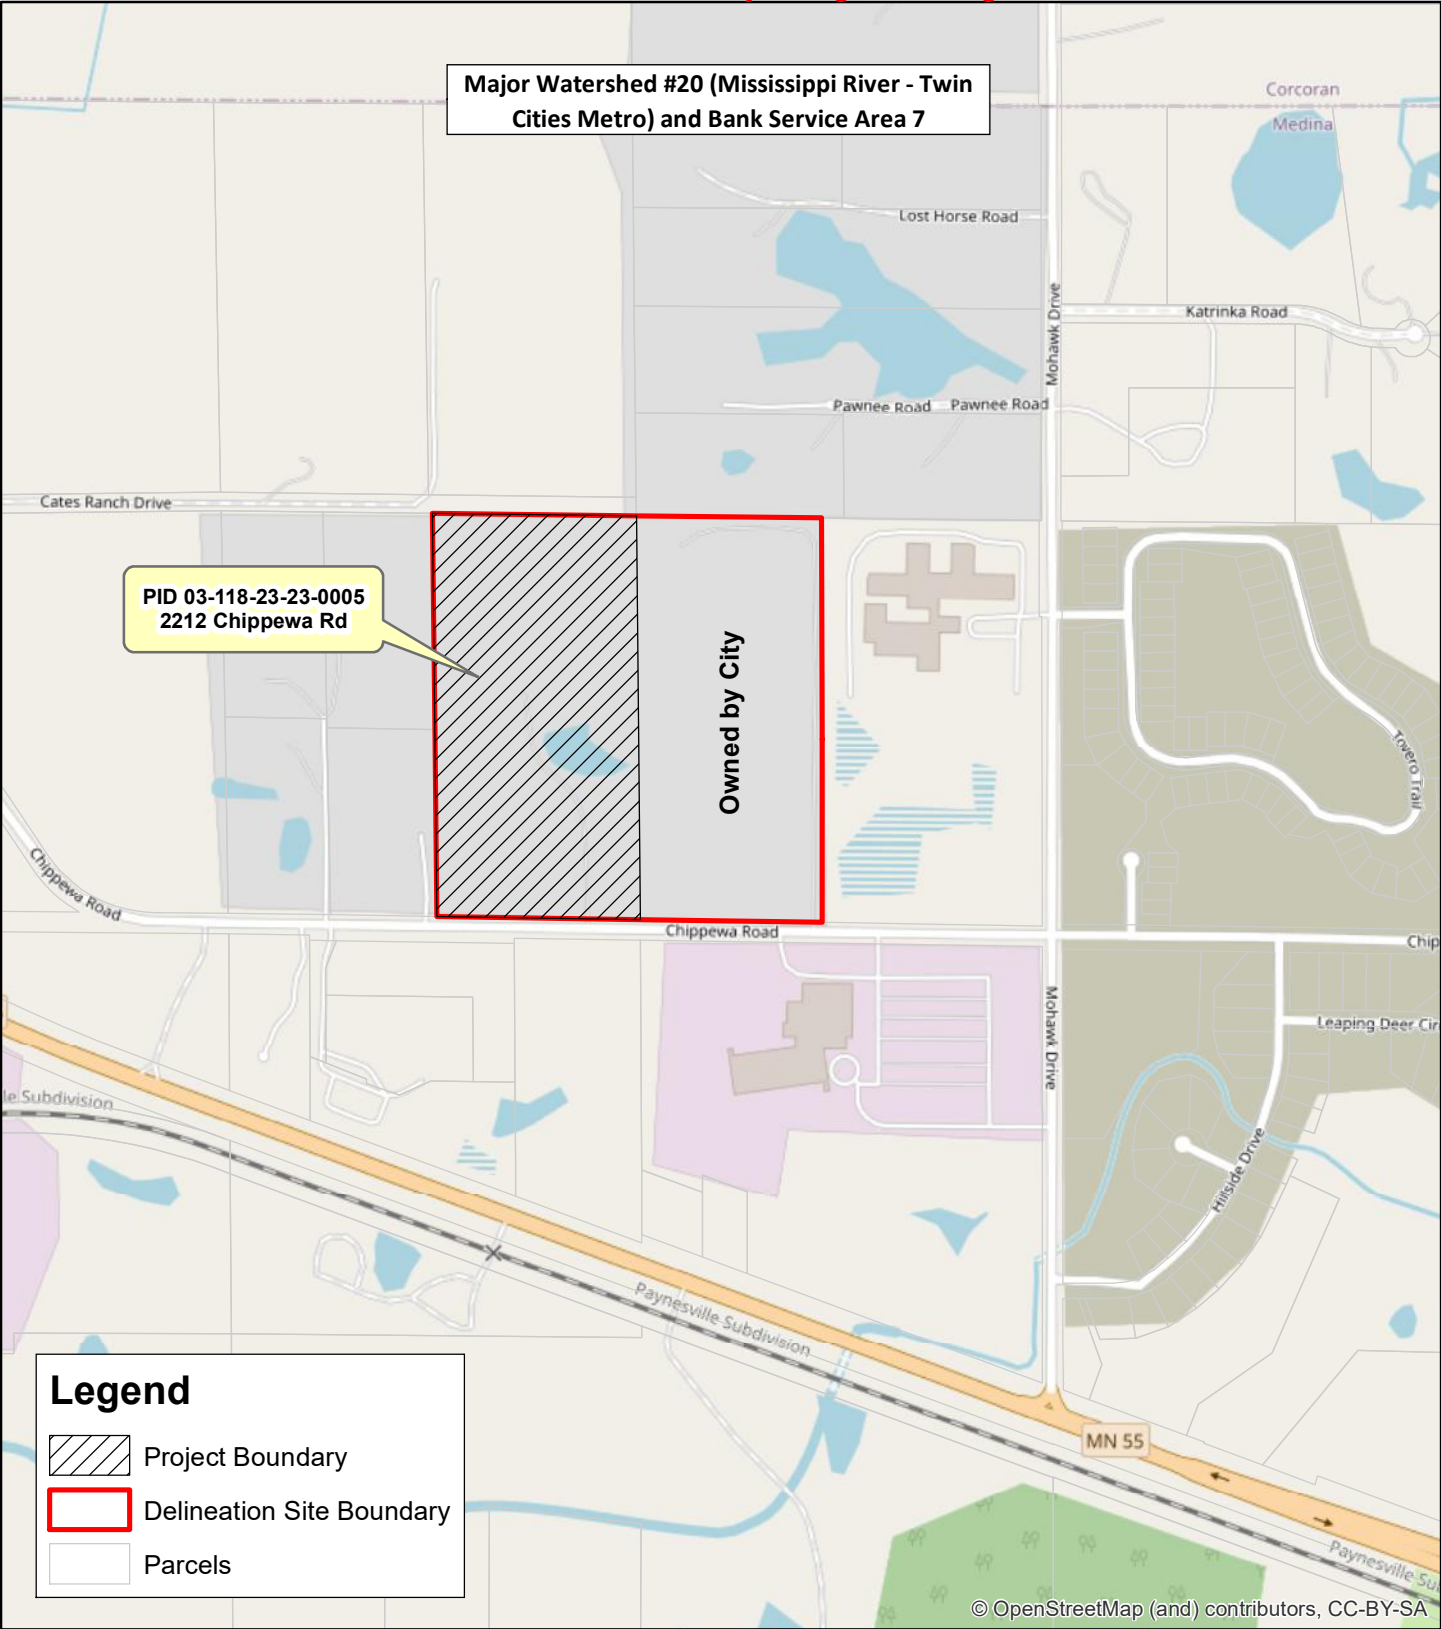 Major Watershed #20 (Mississippi River - Twin
Cities Metro) and Bank Service Area 7
Corcoran
Medina
Lost Horse Road
Mohawk Drive
Katrinka Road
Pawnee Road
Pawnee Road
Cates Ranch Drive
PID 03-118-23-23-0005
2212 Chippewa Rd
Owned by City
Tovero Trail
Chippewa Road
Chippewa Road
Chip
Mohawk Drive
Leaping Deer Cir
le Subdivision
Hillside Drive
Paynesville Subdivision
MN 55
Paynesville Su
Legend
Project Boundary
Delineation Site Boundary
Parcels
© OpenStreetMap (and) contributors, CC-BY-SA